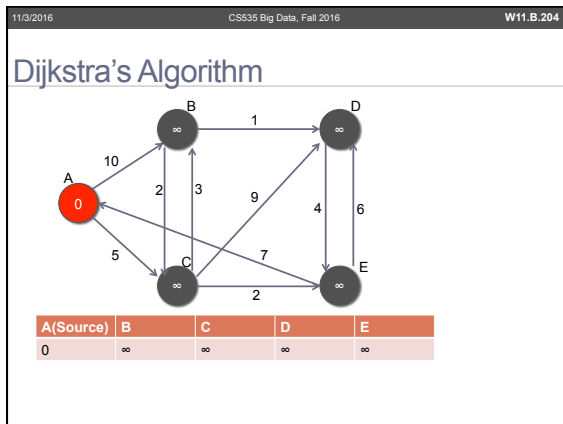 11/3/2016 CS535 Big Data, Fall 2016 W11.B.204
Dijkstra's Algorithm
B D
∞ 1 ∞
10
A
0 2 3 9 4 6
5 7
C E
∞ 2 ∞
A(Source) B C D E
0 ∞ ∞ ∞ ∞